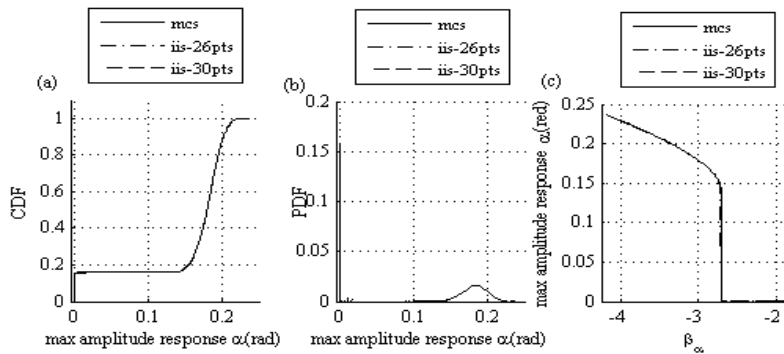 mcs
iis-26pts
iis-30pts
(a)
1
0.8
0.6
0.4
0.2
0
CDF
0
0.1
0.2
max amplitude response α(rad)
mcs
iis-26pts
iis-30pts
(b)
0.2
0.15
0.1
0.05
0
PDF
0
0.1
0.2
max amplitude response α(rad)
mcs
iis-26pts
iis-30pts
(c)
0.25
0.2
0.15
0.1
0.05
0
max amplitude response α(red)
-4
-3
-2
β∞